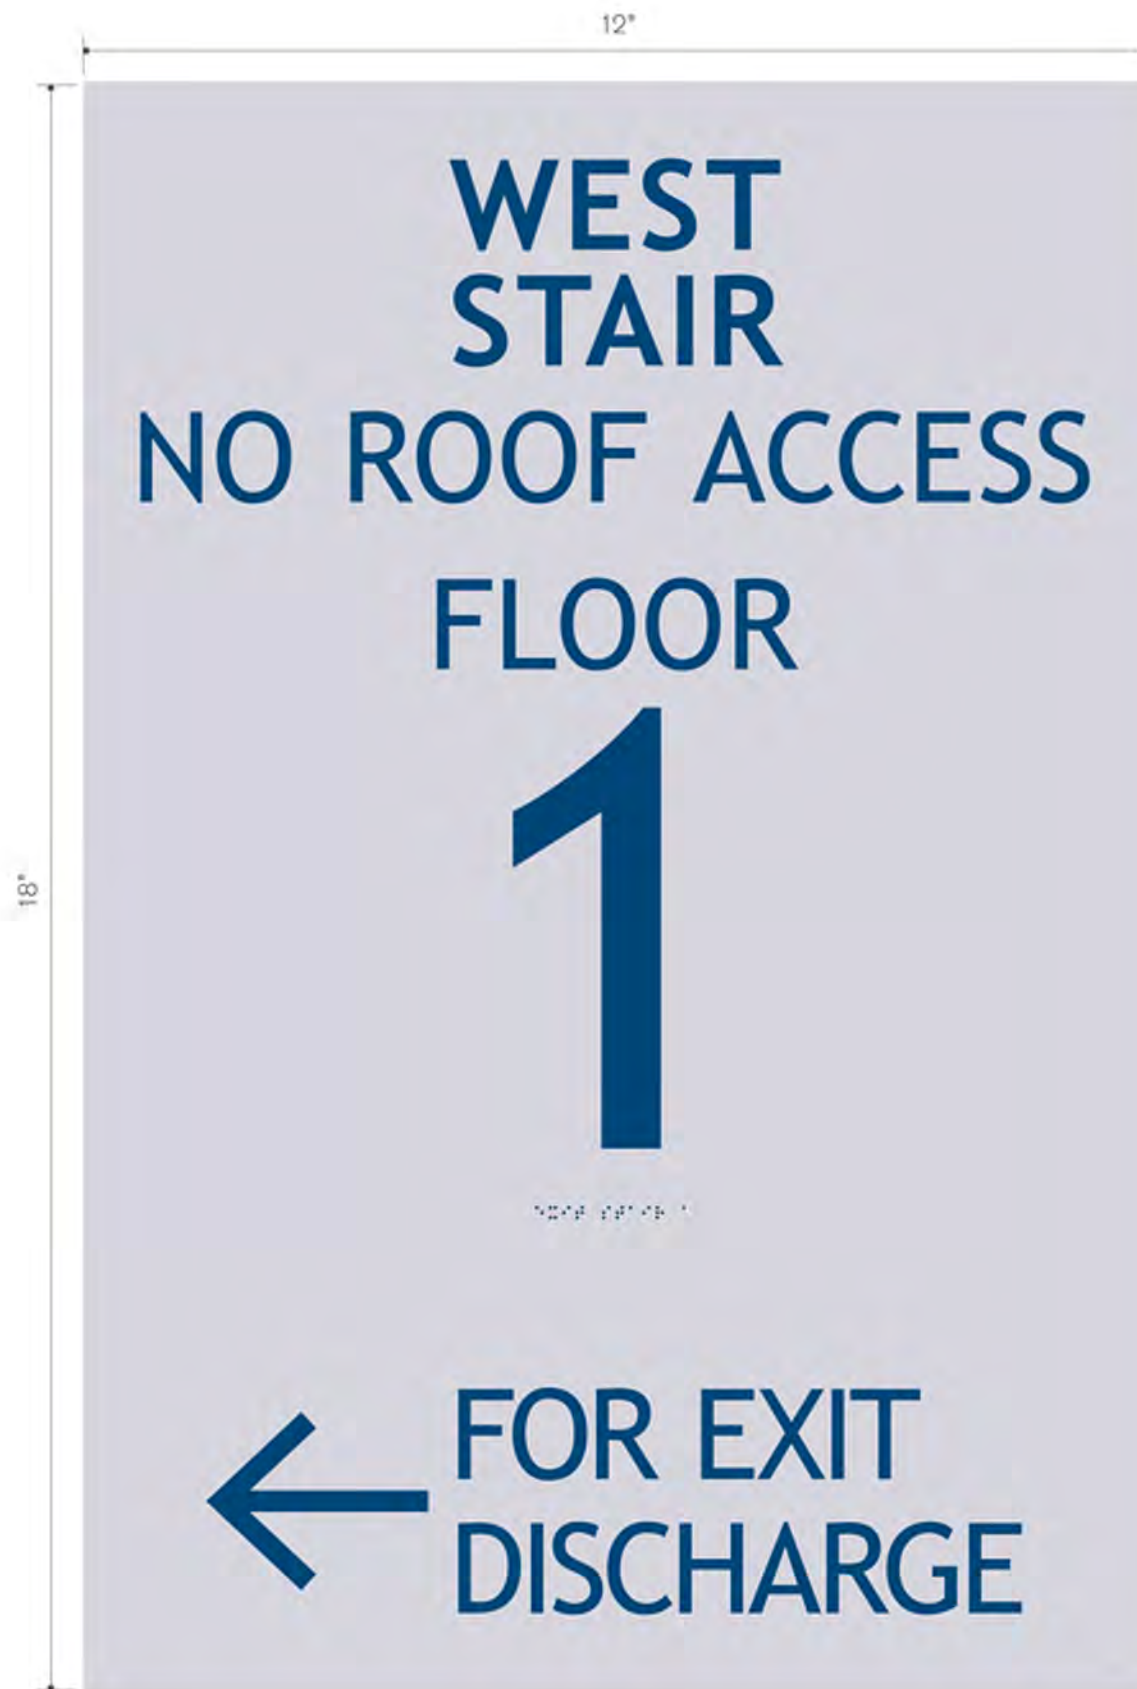 12"
18"
WEST
STAIR
NO ROOF ACCESS
FLOOR
1
⠑⠭⠊⠞ ⠎⠞⠁⠊⠗ ⠁
FOR EXIT
DISCHARGE